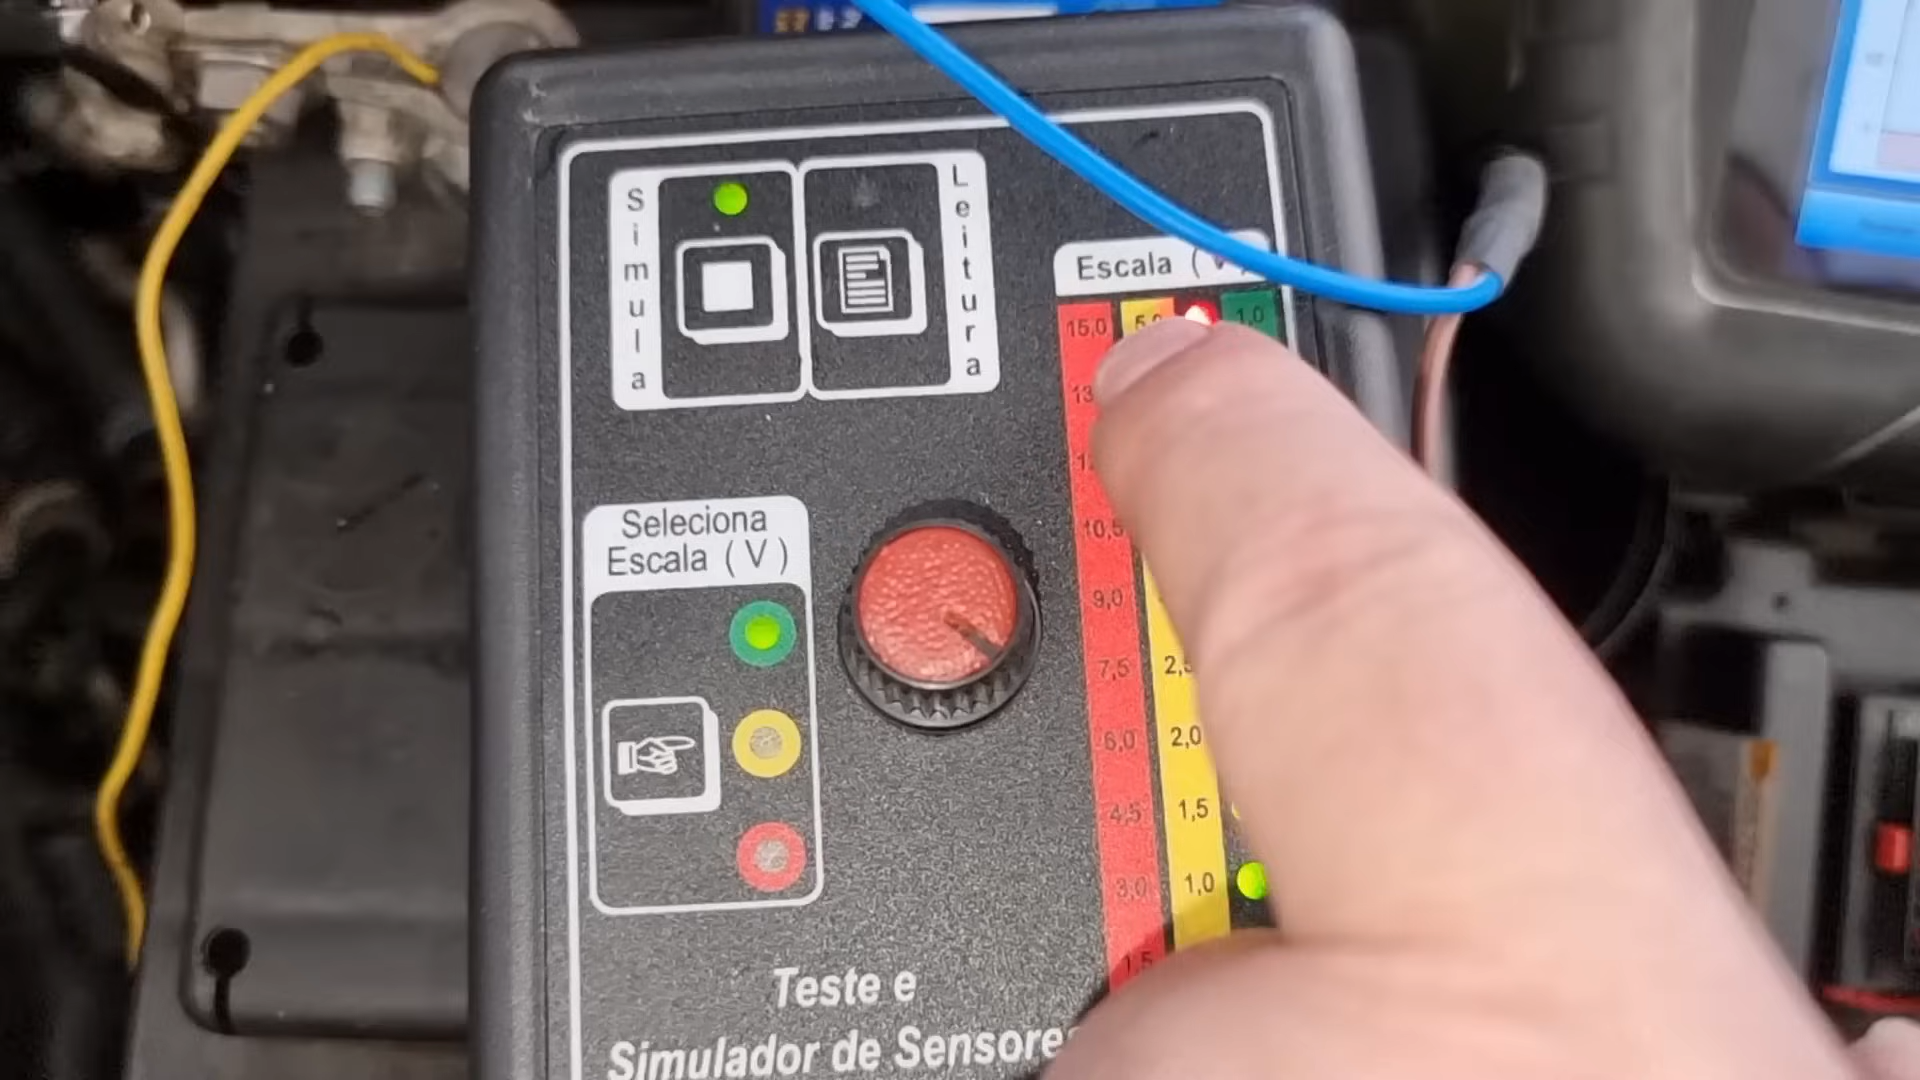 Simula
Leitura
Escala (V)
15,0
5,0
1,0
13
10,5
9,0
7,5
2,5
6,0
2,0
4,5
1,5
3,0
1,0
1,5
Seleciona
Escala (V)
Teste e
Simulador de Sensore